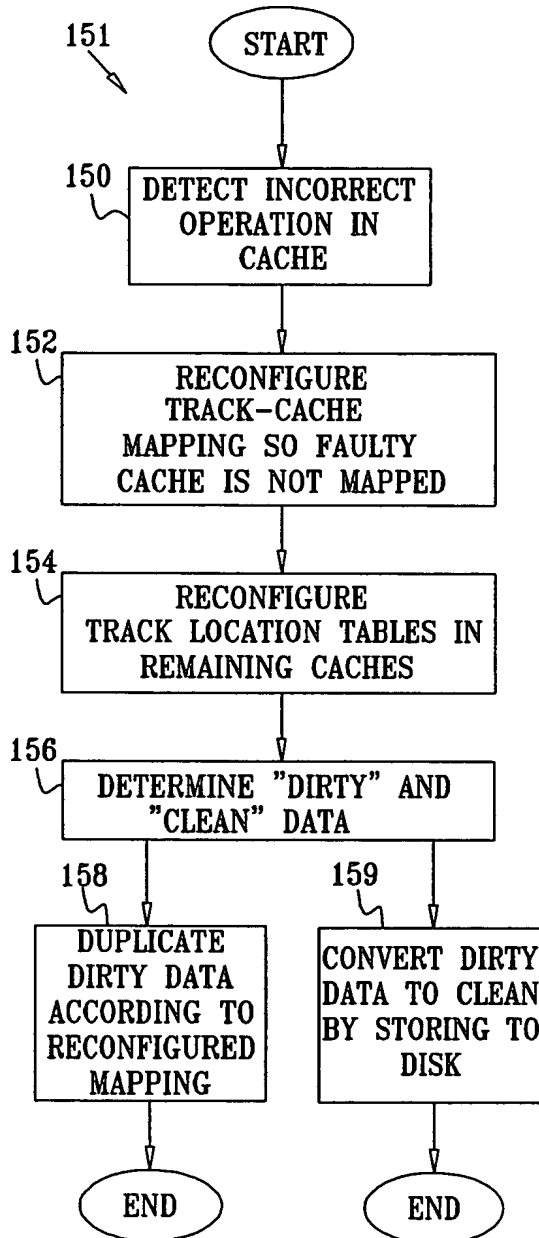 151
START
150
DETECT INCORRECT
OPERATION IN
CACHE
152
RECONFIGURE
TRACK-CACHE
MAPPING SO FAULTY
CACHE IS NOT MAPPED
154
RECONFIGURE
TRACK LOCATION TABLES IN
REMAINING CACHES
156
DETERMINE "DIRTY" AND
"CLEAN" DATA
158
DUPLICATE
DIRTY DATA
ACCORDING TO
RECONFIGURED
MAPPING
159
CONVERT DIRTY
DATA TO CLEAN
BY STORING TO
DISK
END
END